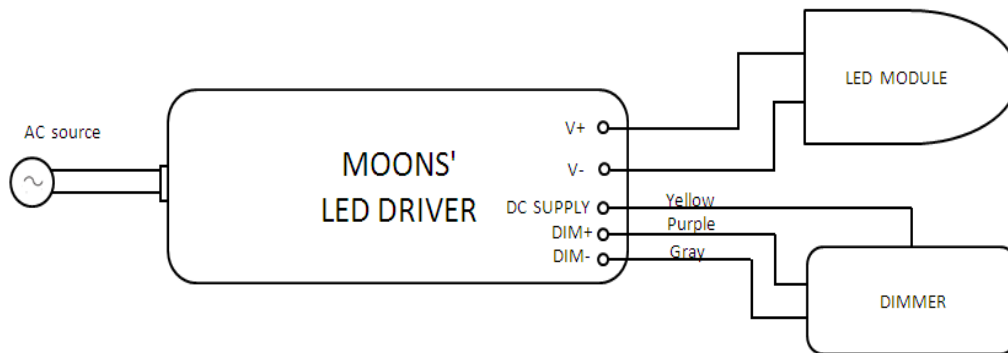 AC source
MOONS'
LED DRIVER
V+
V-
DC SUPPLY
DIM+
DIM-
Yellow
Purple
Gray
LED MODULE
DIMMER